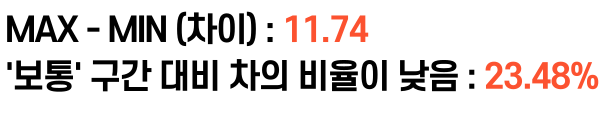 MAX - MIN (차이) : 11.74
'보통' 구간 대비 차의 비율이 낮음 : 23.48%